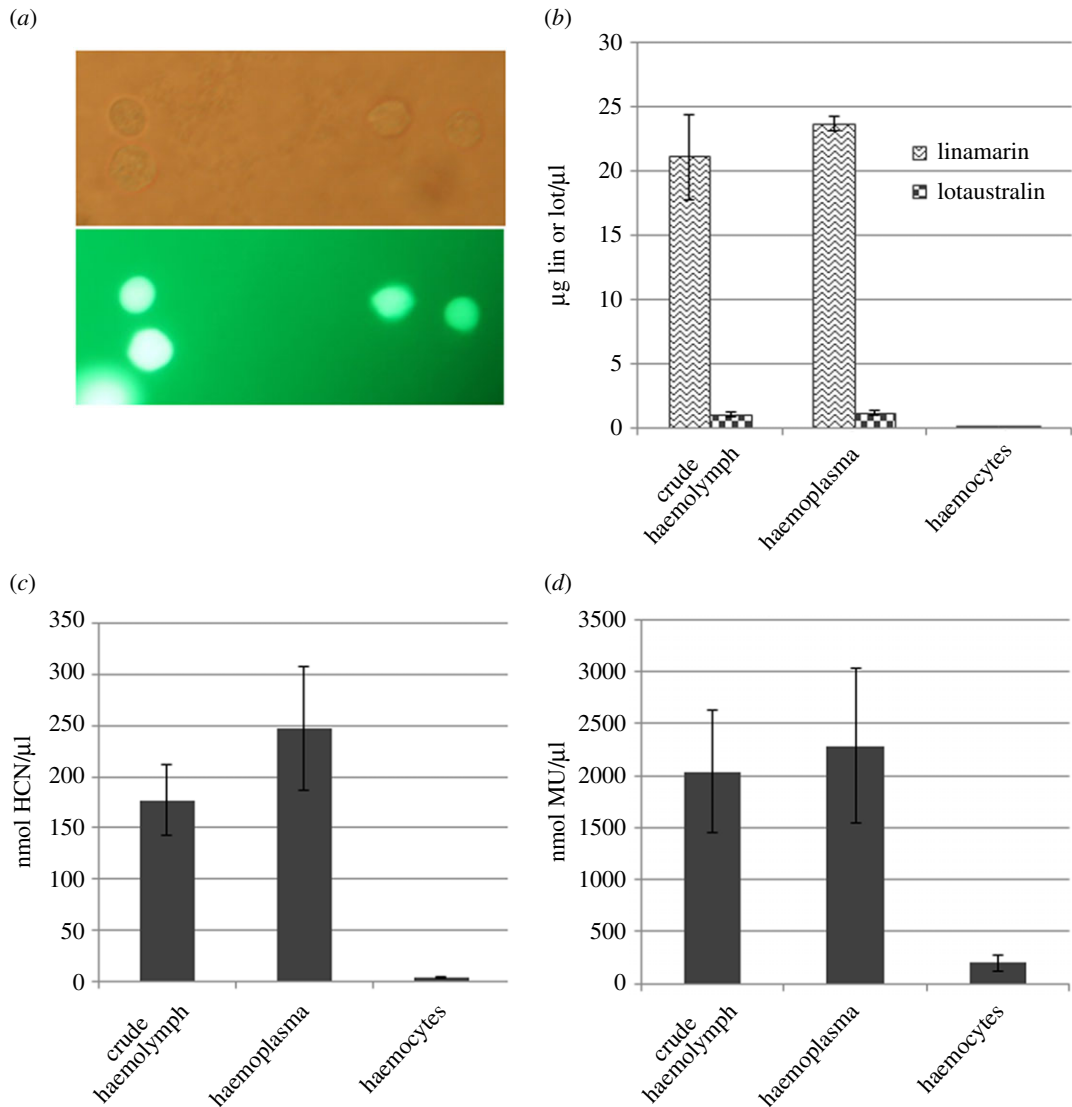 (a)
(b)
30
25
20
15
10
5
0
µg lin or lot/µl
linamarin
lotaustralin
crude
haemolymph
haemoplasma
haemocytes
(c)
350
300
250
200
150
100
50
0
nmol HCN/µl
crude
haemolymph
haemoplasma
haemocytes
(d)
3500
3000
2500
2000
1500
1000
500
0
nmol MU/µl
crude
haemolymph
haemoplasma
haemocytes